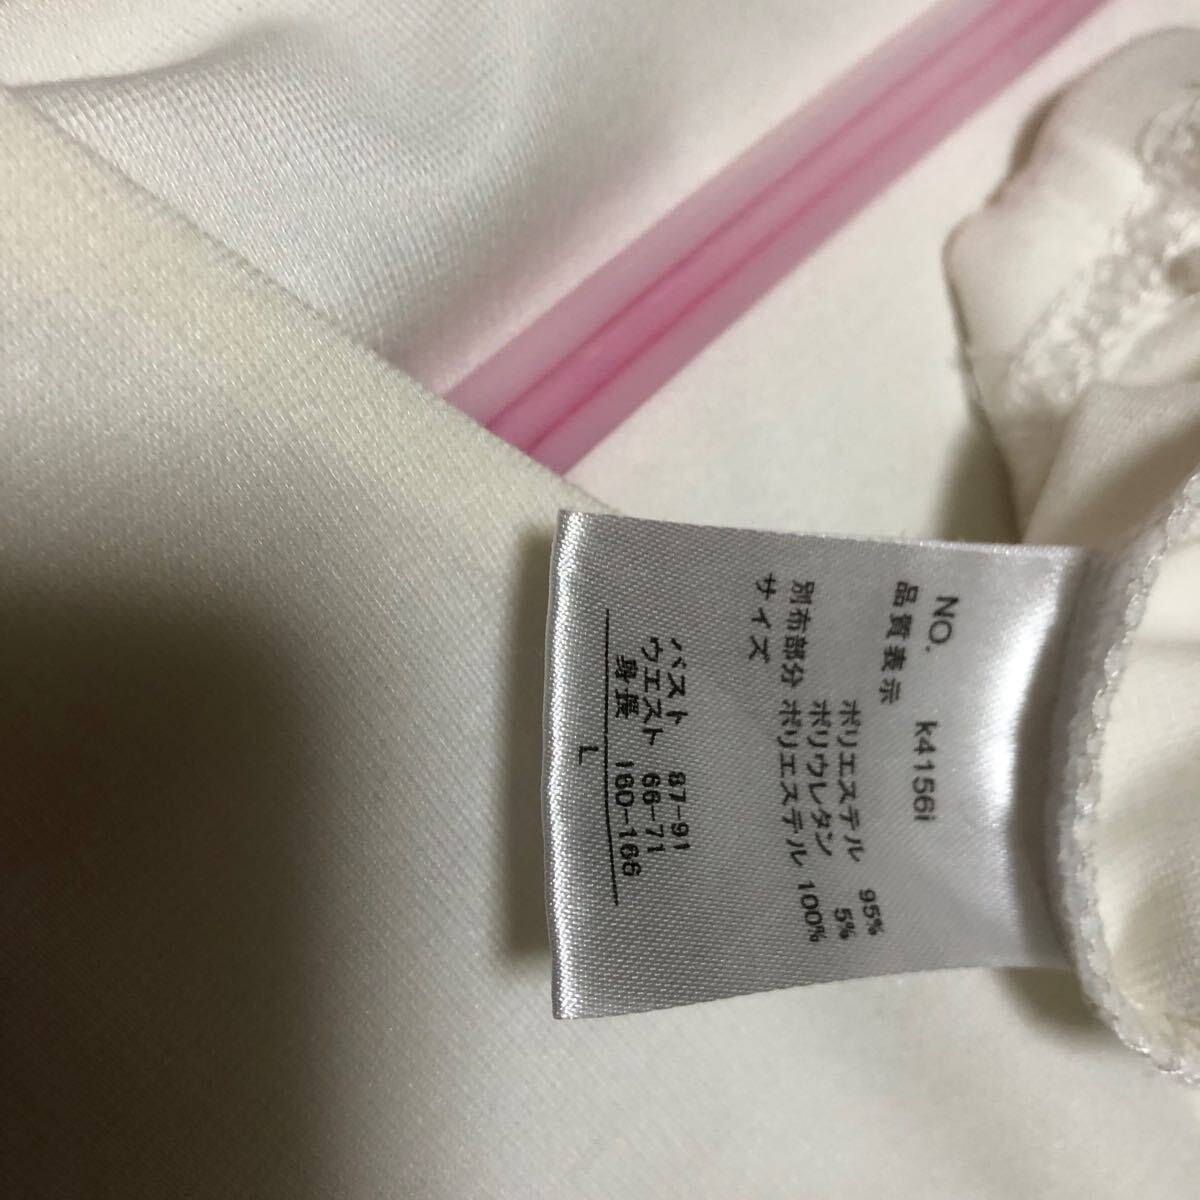 NO. k4156i
品質表示
ポリエステル 95%
ポリウレタン 5%
別布部分 ポリエステル 100%
サイズ
バスト 87-91
ウエスト 66-71
身長 160-166
L